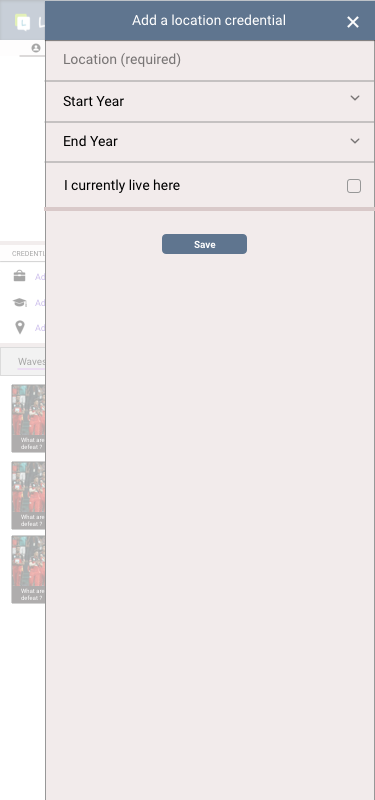 L
Add a location credential
Location (required)
Start Year
End Year
I currently live here
Save
CREDENTI
Ad
Ad
Ad
Waves
What are
defeat ?
What are
defeat ?
What are
defeat ?